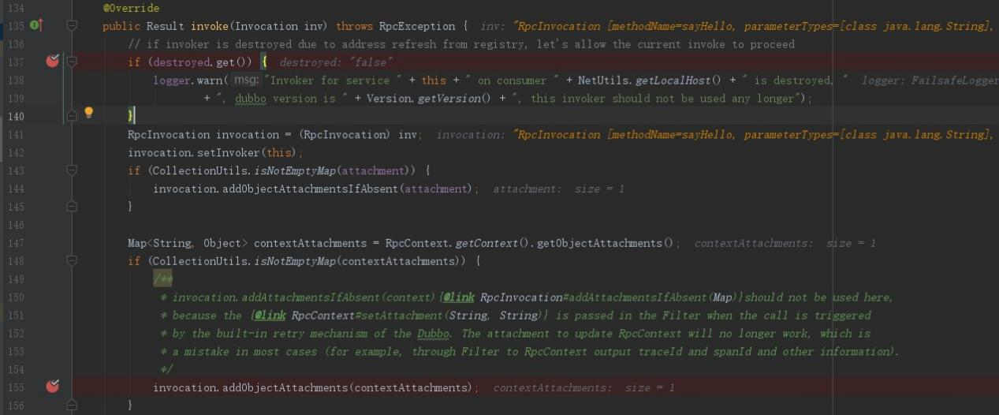 134 @Override
135 public Result invoke(Invocation inv) throws RpcException { inv: "RpcInvocation [methodName=sayHello, parameterTypes=[class java.lang.String],
136 // if invoker is destroyed due to address refresh from registry, let's allow the current invoke to proceed
137 if (destroyed.get()) { destroyed: "false"
138 logger.warn( msg: "Invoker for service " + this + " on consumer " + NetUtils.getLocalHost() + " is destroyed, " logger: FailsafeLogger
139 + ", dubbo version is " + Version.getVersion() + ", this invoker should not be used any longer");
140 }
141 RpcInvocation invocation = (RpcInvocation) inv; invocation: "RpcInvocation [methodName=sayHello, parameterTypes=[class java.lang.String],
142 invocation.setInvoker(this);
143 if (CollectionUtils.isNotEmptyMap(attachment)) {
144 invocation.addObjectAttachmentsIfAbsent(attachment); attachment: size = 1
145 }
146
147 Map<String, Object> contextAttachments = RpcContext.getContext().getObjectAttachments(); contextAttachments: size = 1
148 if (CollectionUtils.isNotEmptyMap(contextAttachments)) {
149 /**
150 * invocation.addAttachmentsIfAbsent(context){@link RpcInvocation#addAttachmentsIfAbsent(Map)}should not be used here,
151 * because the {@link RpcContext#setAttachment(String, String)} is passed in the Filter when the call is triggered
152 * by the built-in retry mechanism of the Dubbo. The attachment to update RpcContext will no longer work, which is
153 * a mistake in most cases (for example, through Filter to RpcContext output traceId and spanId and other information).
154 */
155 invocation.addObjectAttachments(contextAttachments); contextAttachments: size = 1
156 }